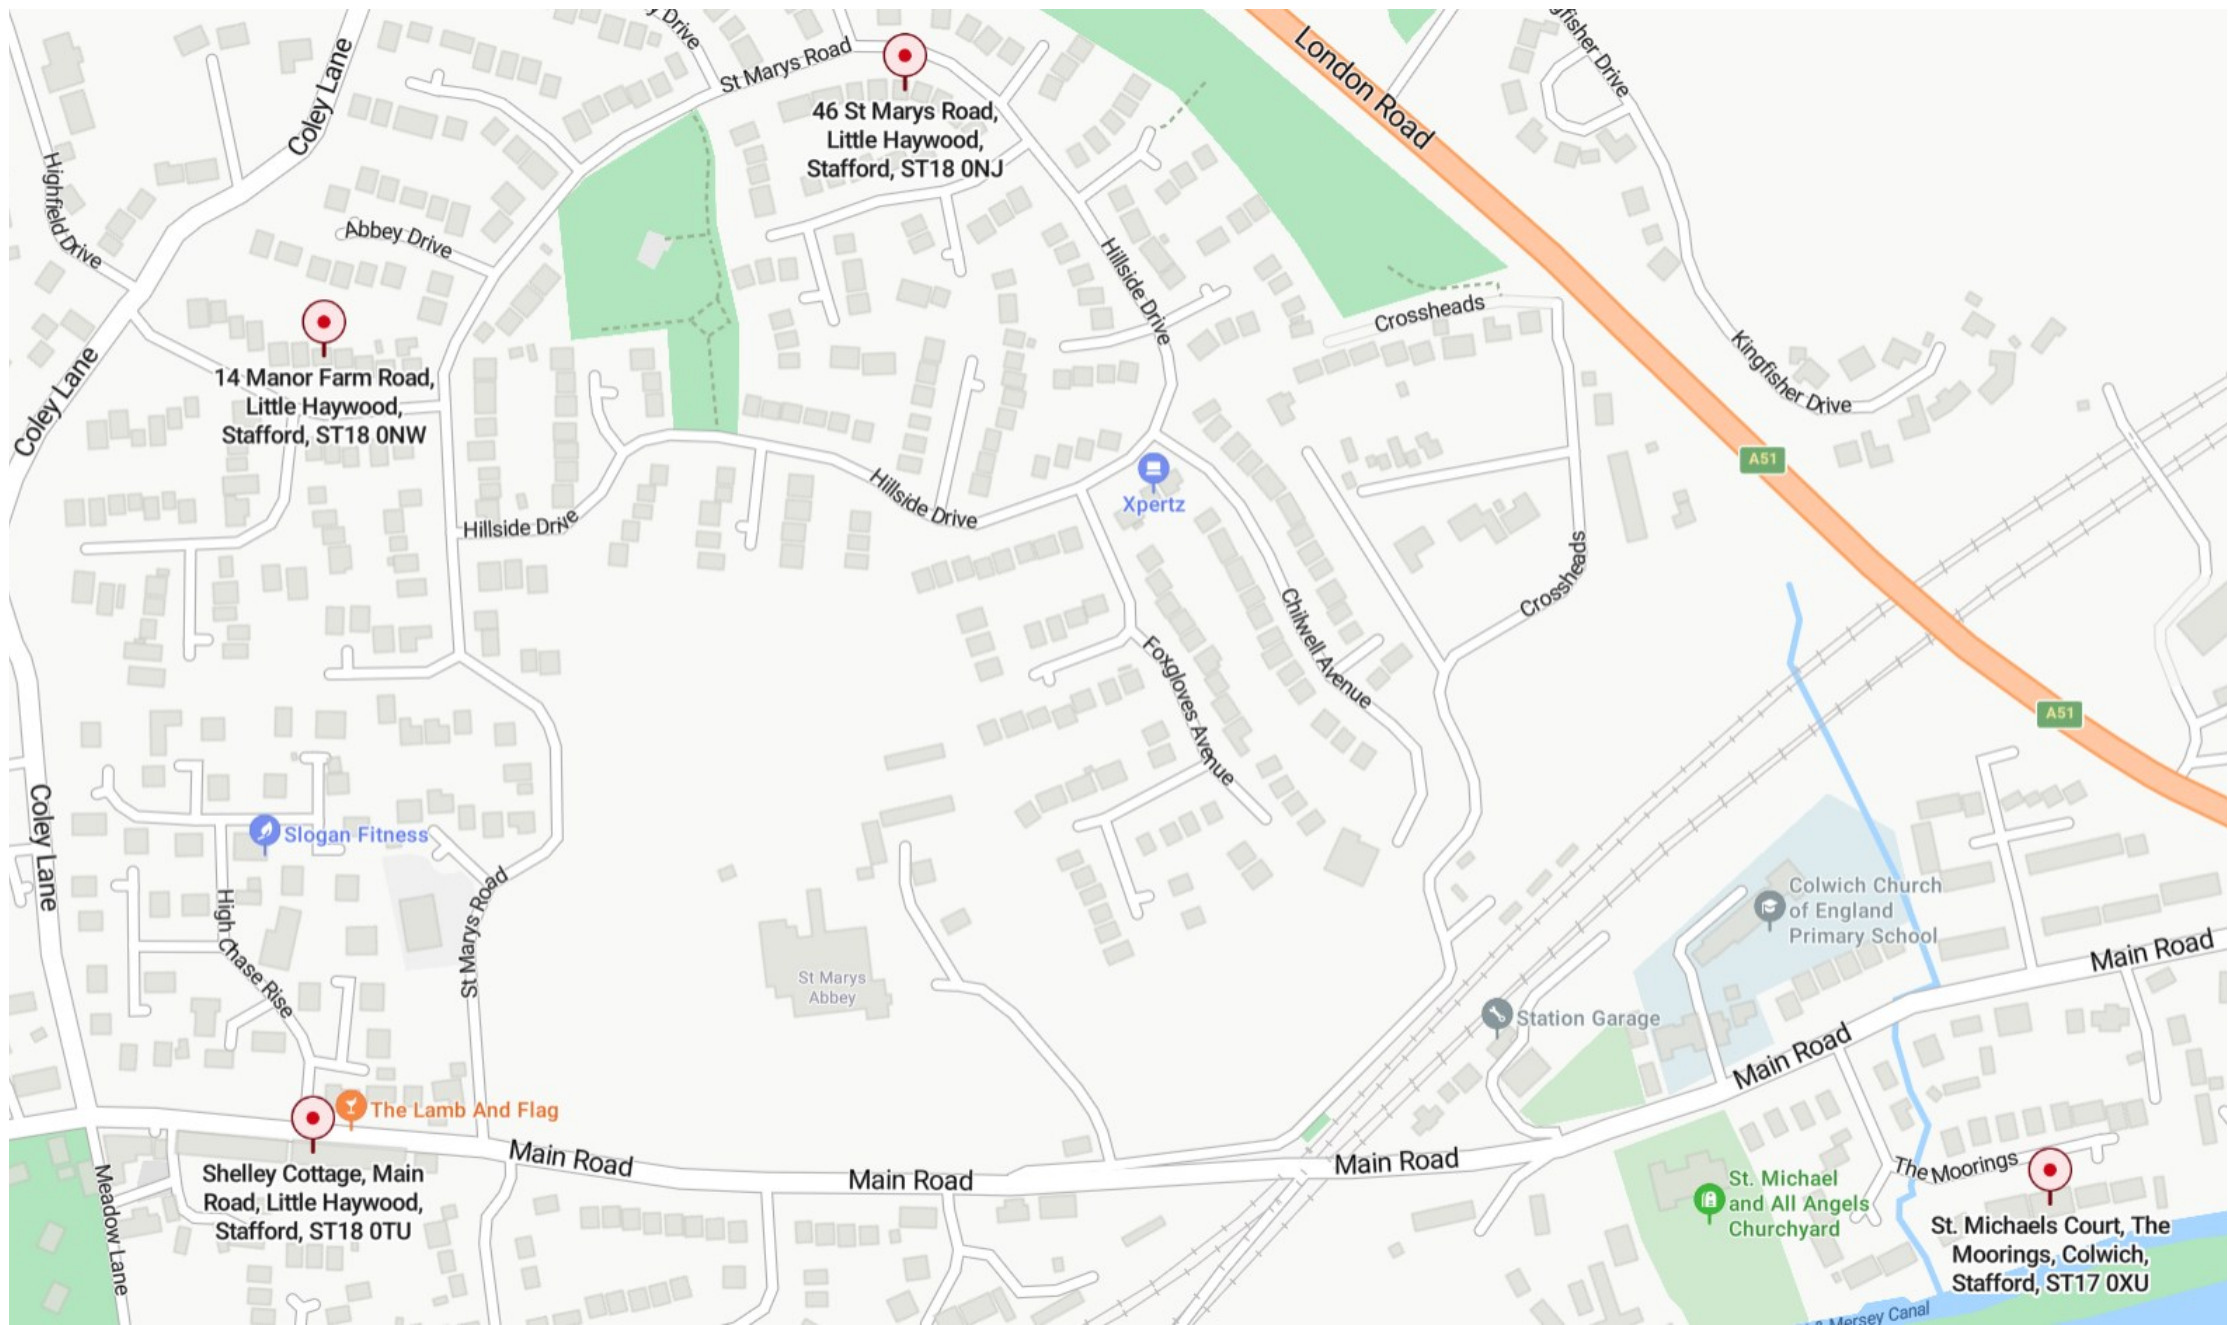 y Drive
St Marys Road
Coley Lane
London Road
gfisher Drive
46 St Marys Road,
Little Haywood,
Stafford, ST18 0NJ
Highfield Drive
Abbey Drive
Hillside Drive
Crossheads
Kingfisher Drive
Coley Lane
14 Manor Farm Road,
Little Haywood,
Stafford, ST18 0NW
A51
Xpertz
Hillside Drive
Hillside Drive
Crossheads
Chilwell Avenue
Foxgloves Avenue
A51
Coley Lane
Slogan Fitness
High Chase Rise
St Marys Road
St Marys
Abbey
Colwich Church
of England
Primary School
Main Road
Station Garage
Main Road
The Lamb And Flag
Main Road
Main Road
Main Road
Meadow Lane
Shelley Cottage, Main
Road, Little Haywood,
Stafford, ST18 0TU
St. Michael
and All Angels
Churchyard
The Moorings
St. Michaels Court, The
Moorings, Colwich,
Stafford, ST17 0XU
Mersey Canal